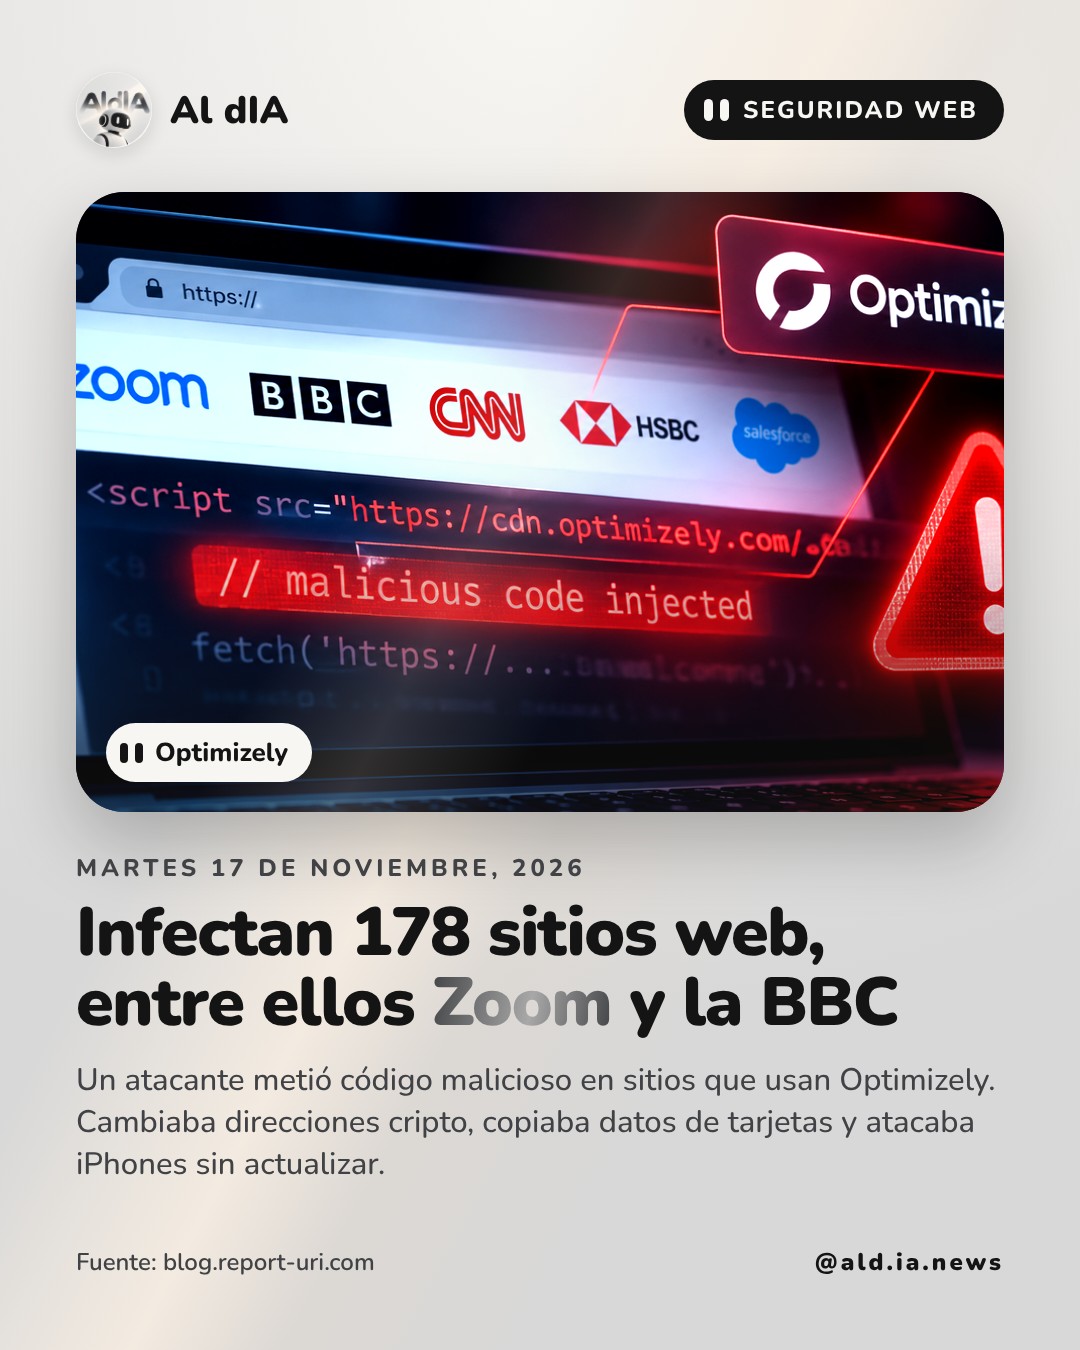 AldIA
Al dIA
SEGURIDAD WEB
https://
Optimiz
zoom
BBC
CNN
HSBC
salesforce
<script src="https://cdn.optimizely.com/
// malicious code injected
fetch('https://....
Optimizely
MARTES 17 DE NOVIEMBRE, 2026
Infectan 178 sitios web,
entre ellos Zoom y la BBC
Un atacante metió código malicioso en sitios que usan Optimizely.
Cambiaba direcciones cripto, copiaba datos de tarjetas y atacaba
iPhones sin actualizar.
Fuente: blog.report-uri.com
@ald.ia.news